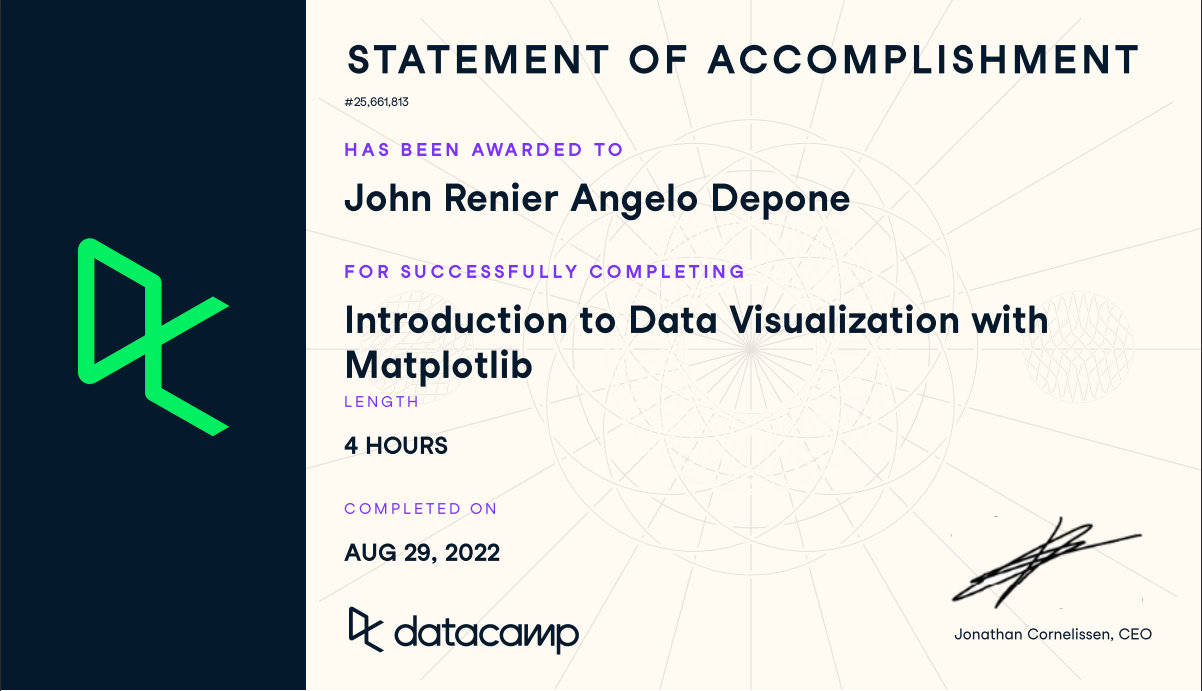 STATEMENT OF ACCOMPLISHMENT
#25,661,813
HAS BEEN AWARDED TO
John Renier Angelo Depone
FOR SUCCESSFULLY COMPLETING
Introduction to Data Visualization with
Matplotlib
LENGTH
4 HOURS
COMPLETED ON
AUG 29, 2022
datacamp
Jonathan Cornelissen, CEO